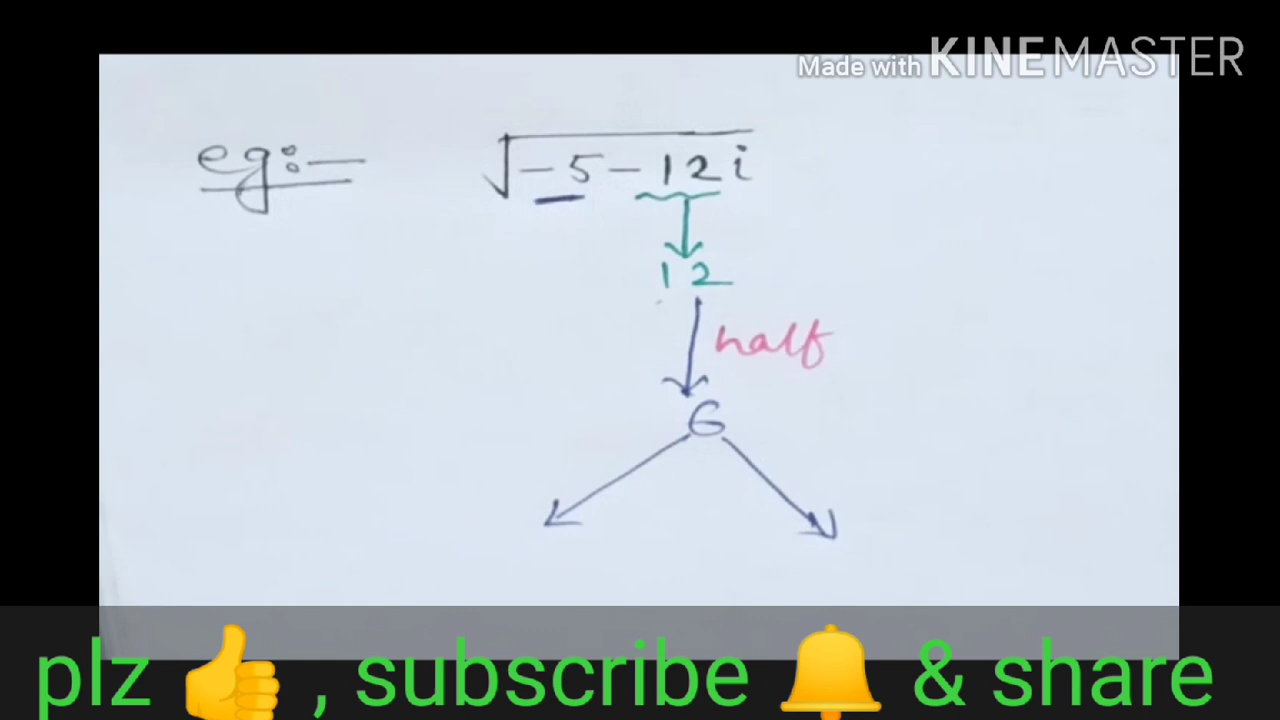 Made with KINEMASTER
eg:- √-5-12i
12
half
6
plz 👍, subscribe 🔔 & share